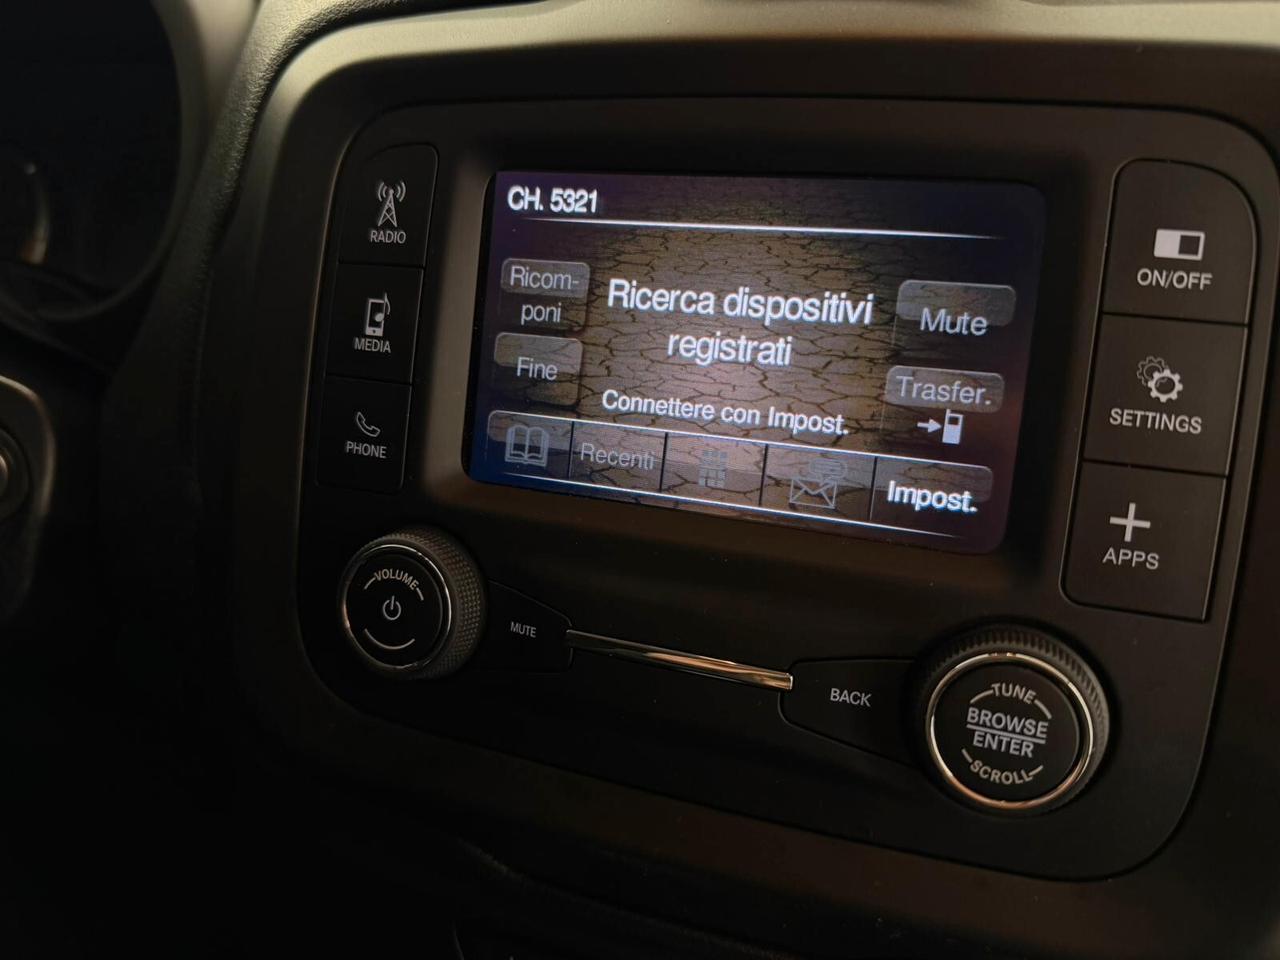 CH. 5321
Ricom-
poni
Ricerca dispositivi
registrati
Mute
Fine
Connettere con Impost.
Trasfer.
Recenti
Impost.
RADIO
MEDIA
PHONE
ON/OFF
SETTINGS
APPS
VOLUME
MUTE
BACK
TUNE
BROWSE
ENTER
SCROLL